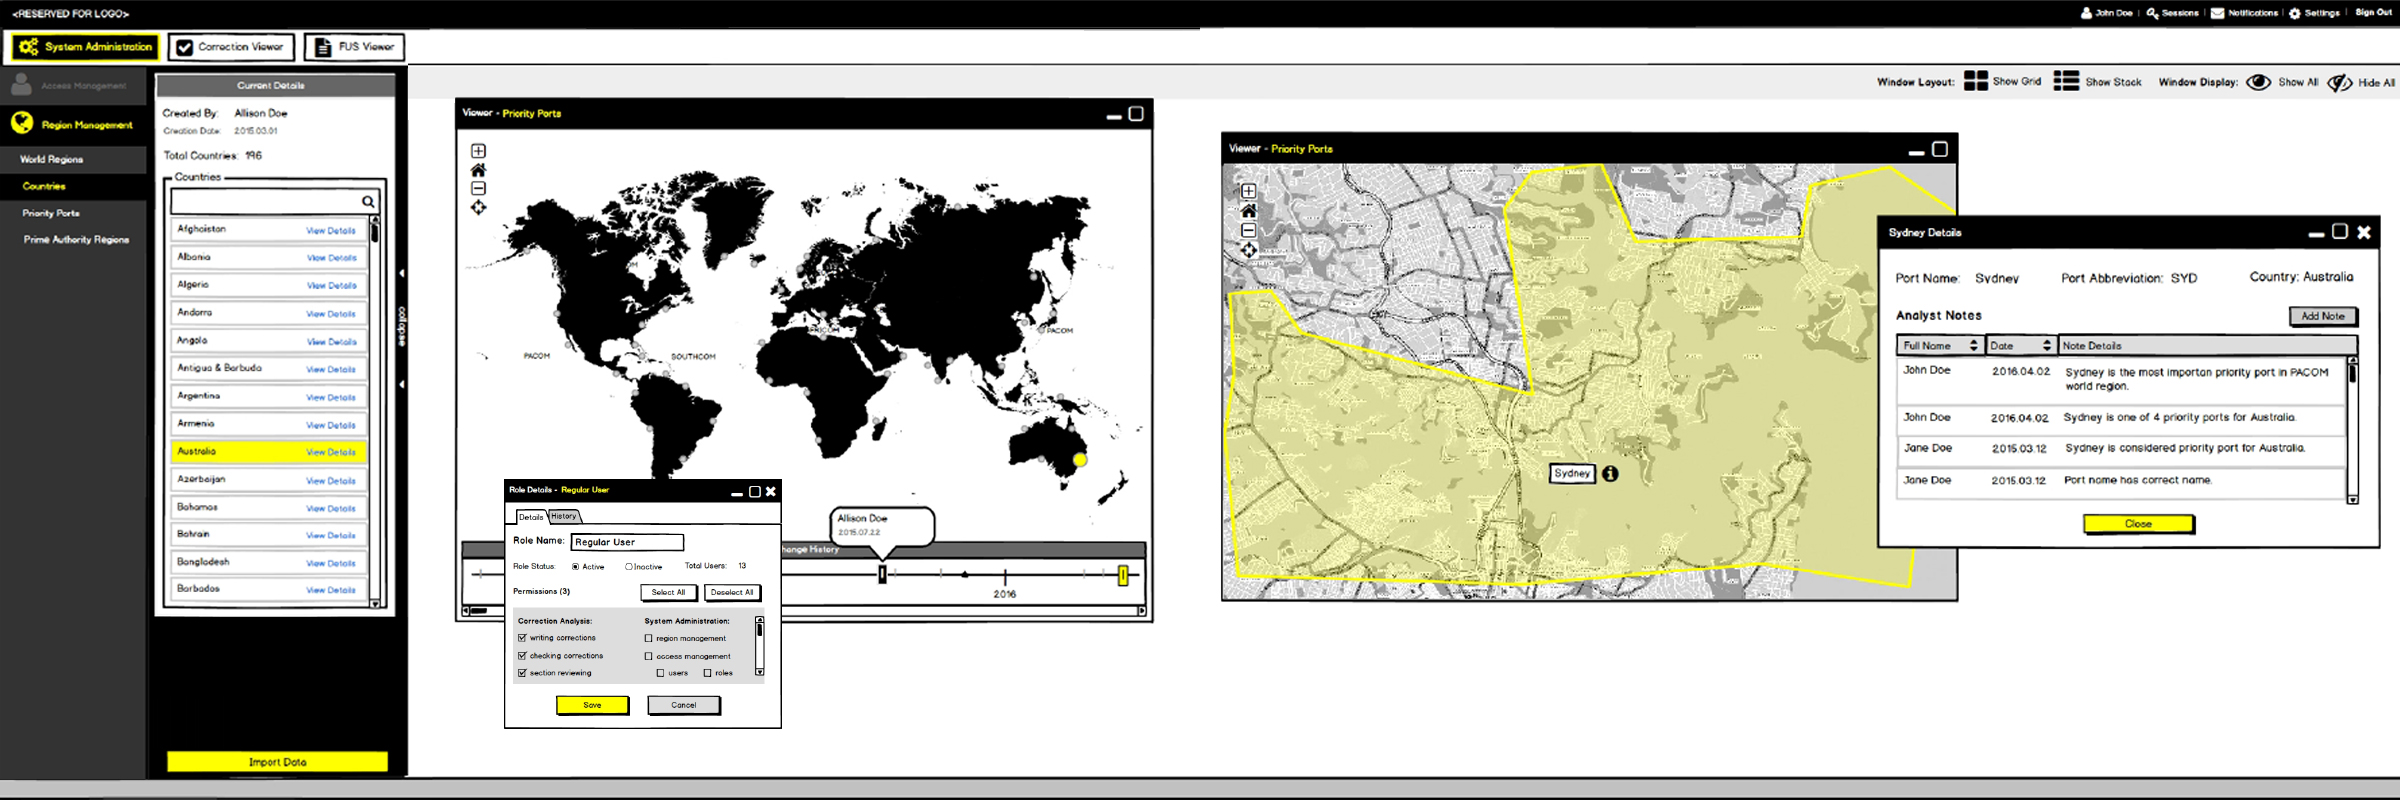 <RESERVED FOR LOGO>
John Doe | Sessions | Notifications | Settings | Sign Out
System Administration
Correction Viewer
FUS Viewer
Access Management
Region Management
World Regions
Countries
Priority Ports
Prime Authority Regions
Current Details
Created By: Allison Doe
Creation Date: 2015.03.01
Total Countries: 196
Countries
Afghaistan View Details
Albania View Details
Algeria View Details
Andorra View Details
Angola View Details
Antigua & Barbuda View Details
Argentina View Details
Armenia View Details
Australia View Details
Azerbaijan View Details
Bahamas View Details
Bahrain View Details
Bangladesh View Details
Barbados View Details
collapse
Import Data
Window Layout: Show Grid Show Stack Window Display: Show All Hide All
Viewer - Priority Ports
PACOM
SOUTHCOM
PACOM
Allison Doe
2015.07.22
hange History
2016
Role Details - Regular User
Details History
Role Name: Regular User
Role Status: Active Inactive Total Users: 13
Permissions (3) Select All Deselect All
Correction Analysis: System Administration:
writing corrections region management
checking corrections access management
section reviewing users roles
Save Cancel
Viewer - Priority Ports
Sydney
Sydney Details
Port Name: Sydney Port Abbreviation: SYD Country: Australia
Analyst Notes Add Note
Full Name Date Note Details
John Doe 2016.04.02 Sydney is the most importan priority port in PACOM
world region.
John Doe 2016.04.02 Sydney is one of 4 priority ports for Australia.
Jane Doe 2015.03.12 Sydney is considered priority port for Australia.
Jane Doe 2015.03.12 Port name has correct name.
Close